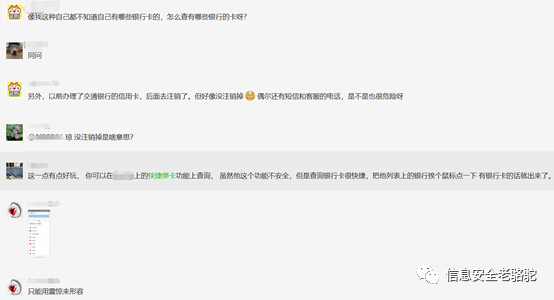 像我这种自己都不知道自己有哪些银行卡的，怎么查有哪些银行的卡呀？
同问
另外，以前办理了交通银行的信用卡，后面去注销了。但好像没注销掉 偶尔还有短信和客服的电话，是不是也很危险呀
琼 没注销掉是啥意思？
这一点有点好玩， 你可以在 上的快捷绑卡功能上查询， 虽然他这个功能不安全，但是查询银行卡很快捷，把他列表上的银行挨个鼠标点一下 有银行卡的话就出来了。
只能用震惊来形容
信息安全老骆驼